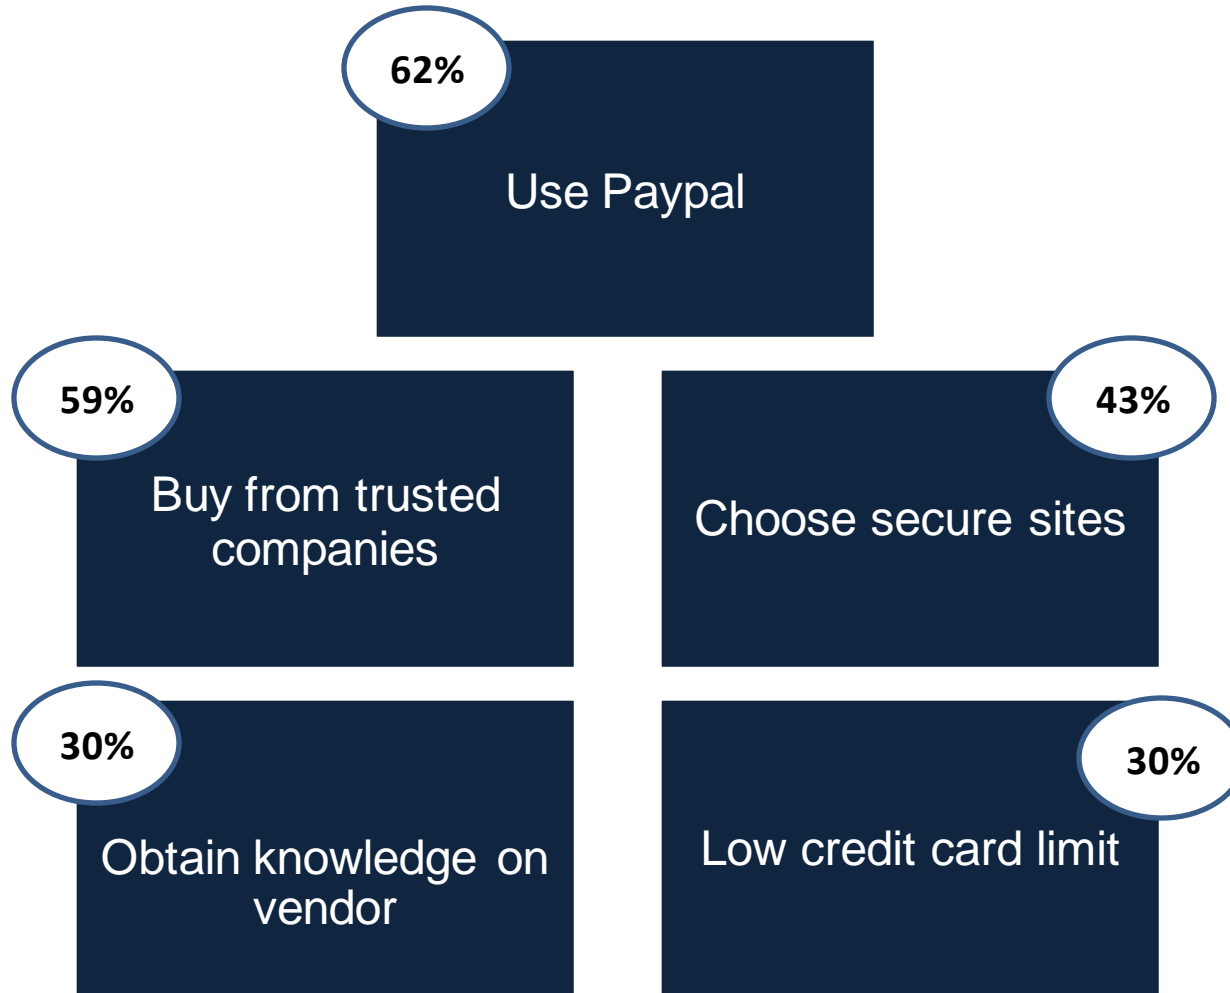 62%
Use Paypal
59%
Buy from trusted
companies
43%
Choose secure sites
30%
Obtain knowledge on
vendor
30%
Low credit card limit